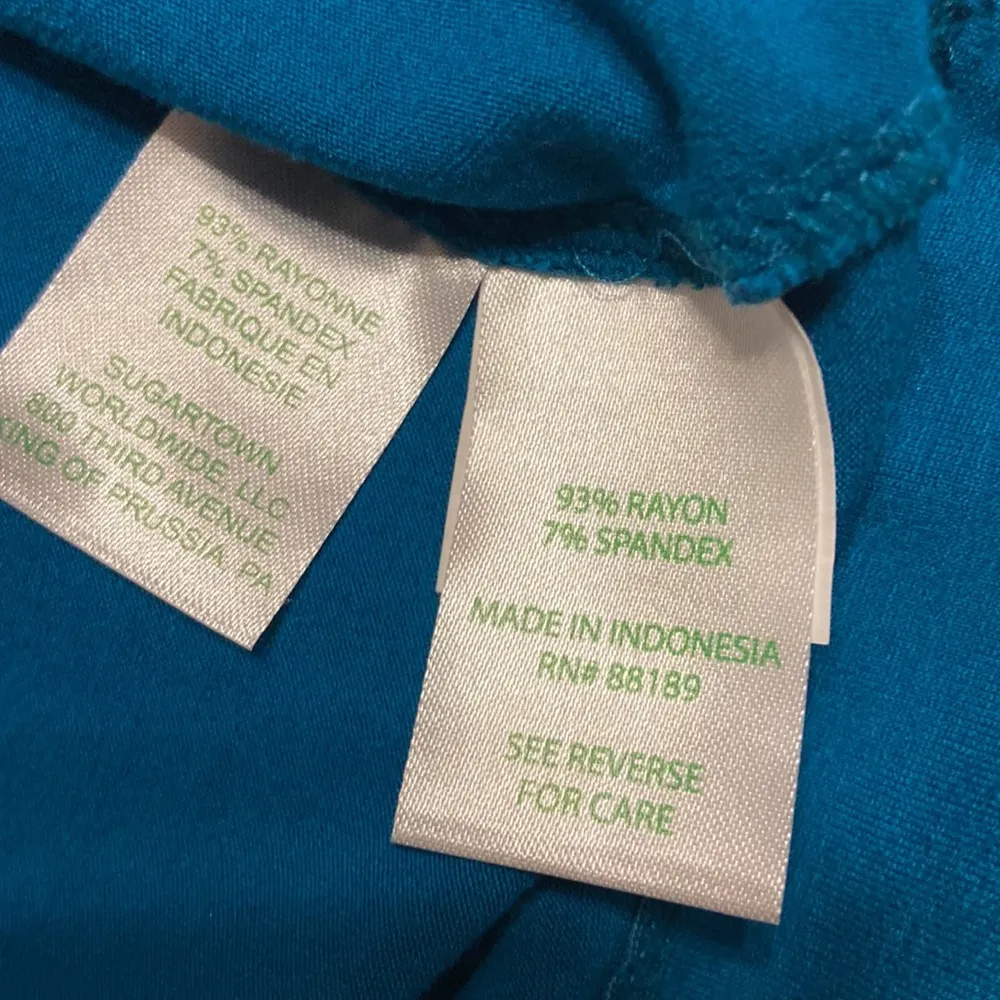 93% RAYONNE
7% SPANDEX
FABRIQUE EN
INDONESIE
SUGARTOWN
WORLDWIDE, LLC
800 THIRD AVENUE
KING OF PRUSSIA, PA
93% RAYON
7% SPANDEX
MADE IN INDONESIA
RN# 88189
SEE REVERSE
FOR CARE